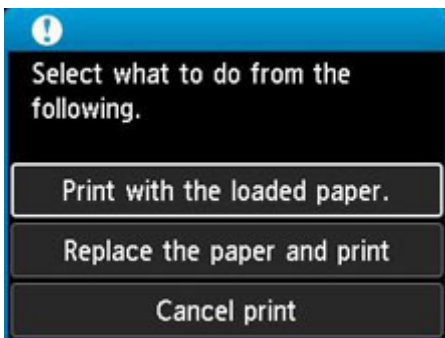 Select what to do from the
following.
Print with the loaded paper.
Replace the paper and print
Cancel print